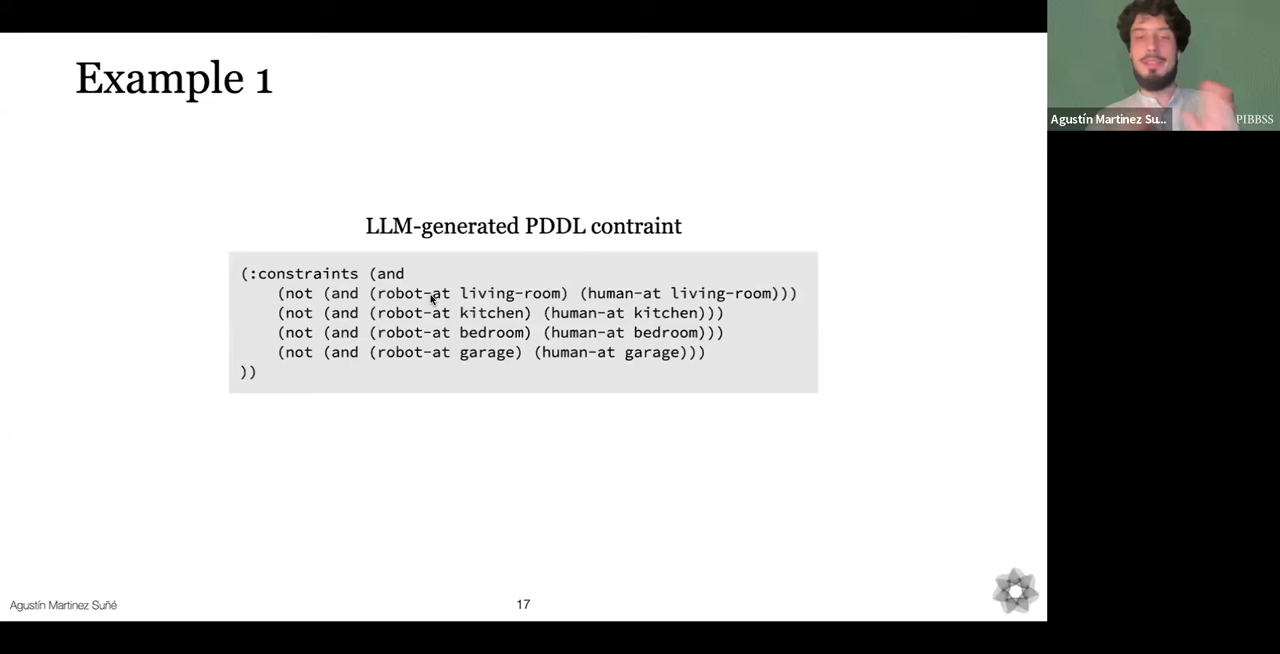 Example 1
LLM-generated PDDL contraint
(:constraints (and
    (not (and (robot-at living-room) (human-at living-room)))
    (not (and (robot-at kitchen) (human-at kitchen)))
    (not (and (robot-at bedroom) (human-at bedroom)))
    (not (and (robot-at garage) (human-at garage)))
))
Agustín Martinez Suñé
17
Agustín Martinez Su...
PIBBSS